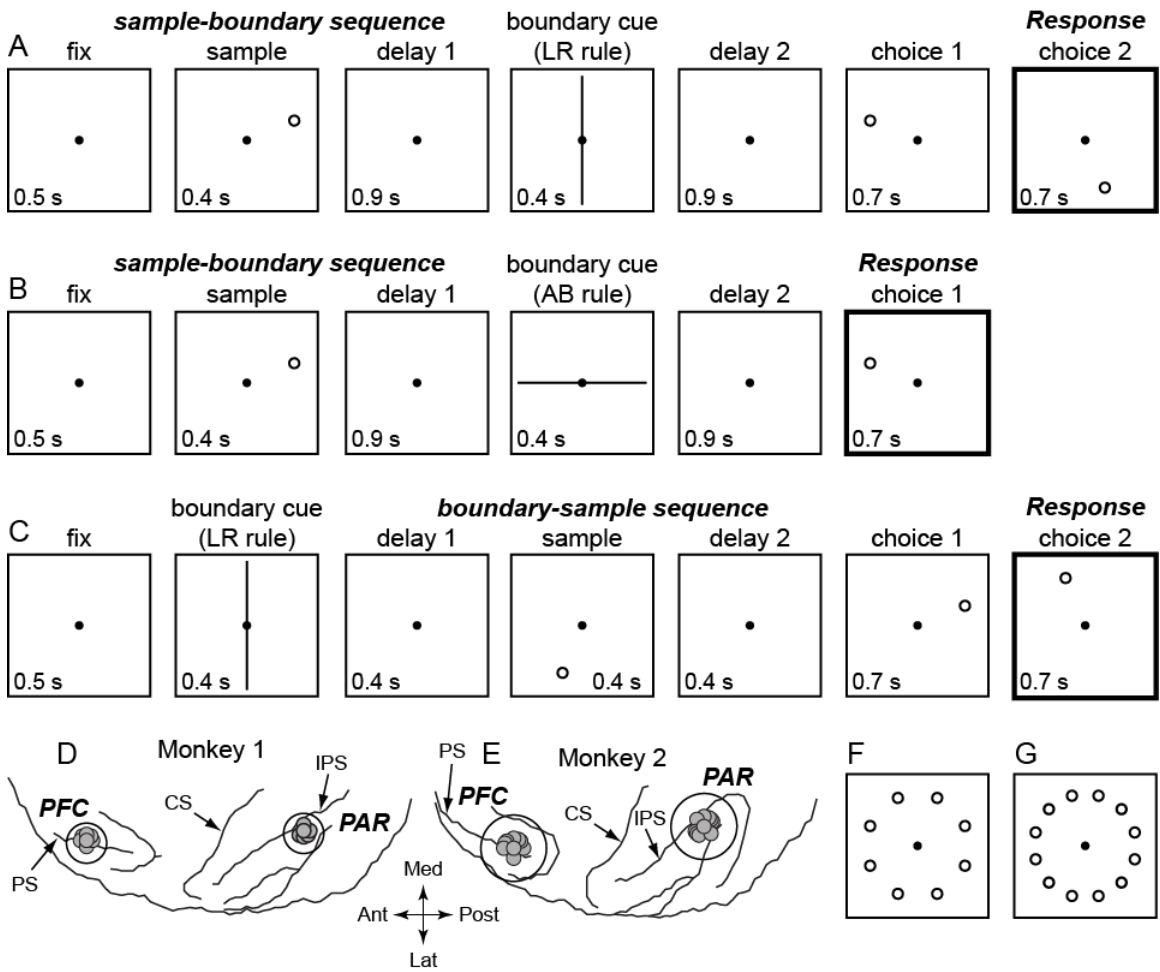 sample-boundary sequence
boundary cue
Response
A
fix
sample
delay 1
(LR rule)
delay 2
choice 1
choice 2
0.5 s
0.4 s
0.9 s
0.4 s
0.9 s
0.7 s
0.7 s
sample-boundary sequence
boundary cue
Response
B
fix
sample
delay 1
(AB rule)
delay 2
choice 1
0.5 s
0.4 s
0.9 s
0.4 s
0.9 s
0.7 s
boundary cue
boundary-sample sequence
Response
C
fix
(LR rule)
delay 1
sample
delay 2
choice 1
choice 2
0.5 s
0.4 s
0.4 s
0.4 s
0.4 s
0.7 s
0.7 s
D
Monkey 1
PFC
PS
CS
IPS
PAR
E
Monkey 2
PS
PFC
CS
IPS
PAR
Med
Ant
Post
Lat
F
G